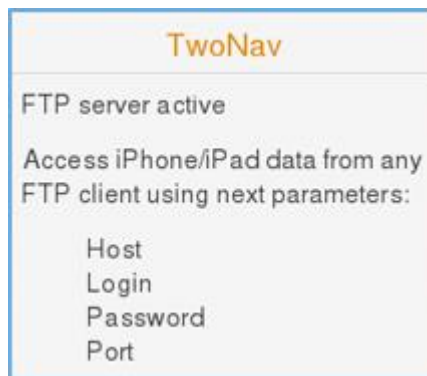 TwoNav
FTP server active
Access iPhone/iPad data from any
FTP client using next parameters:
Host
Login
Password
Port